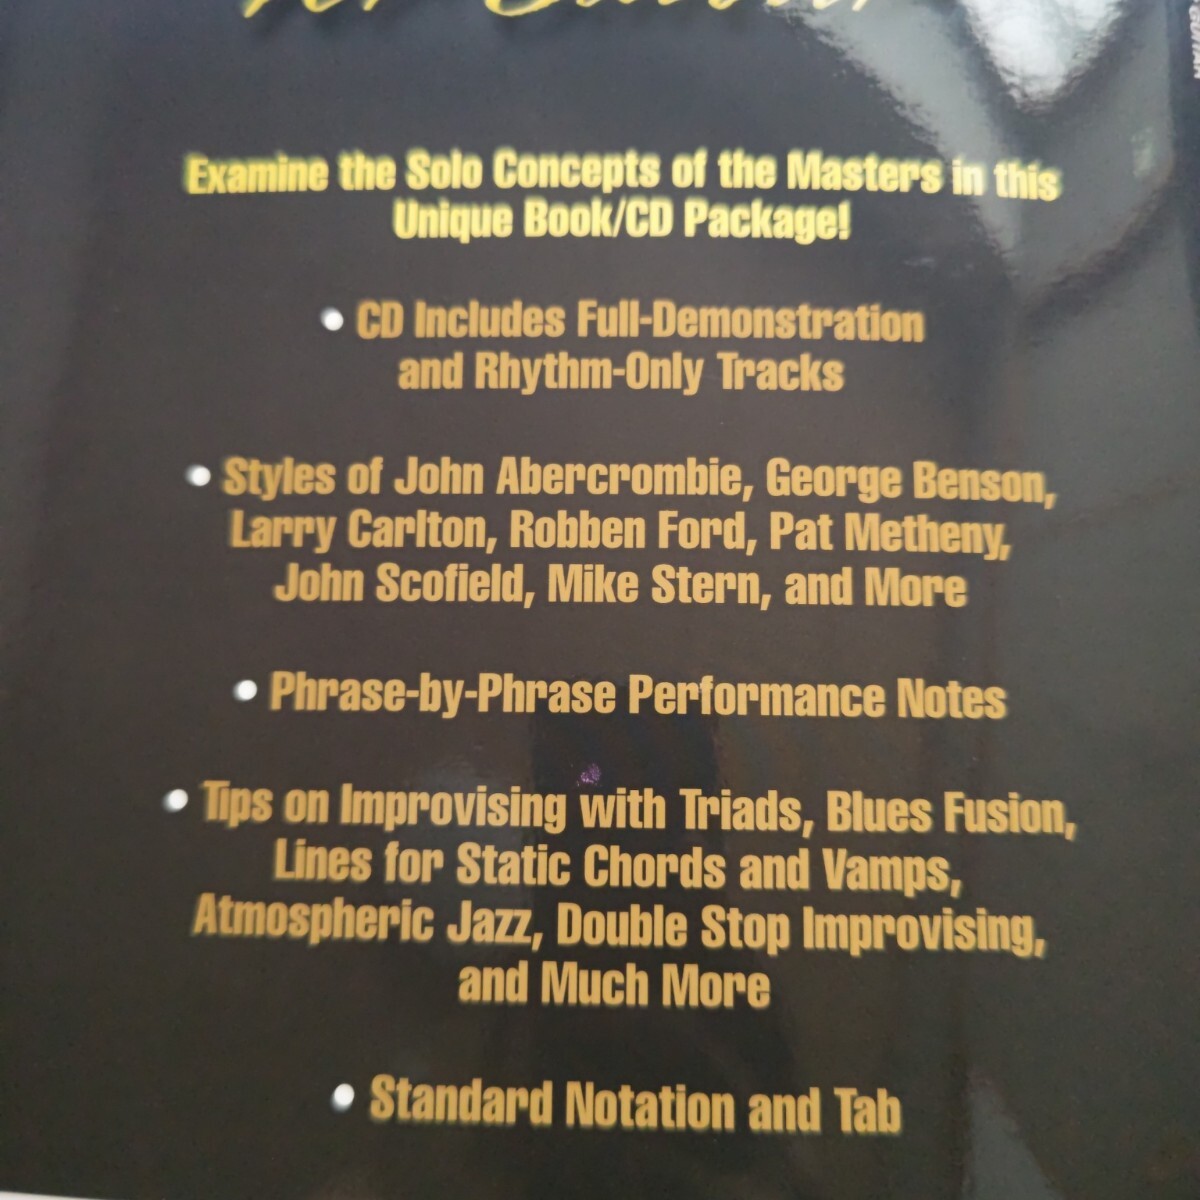 Examine the Solo Concepts of the Masters in this
Unique Book/CD Package!
• CD Includes Full-Demonstration
and Rhythm-Only Tracks
• Styles of John Abercrombie, George Benson,
Larry Carlton, Robben Ford, Pat Metheny,
John Scofield, Mike Stern, and More
• Phrase-by-Phrase Performance Notes
• Tips on Improvising with Triads, Blues Fusion,
Lines for Static Chords and Vamps,
Atmospheric Jazz, Double Stop Improvising,
and Much More
• Standard Notation and Tab